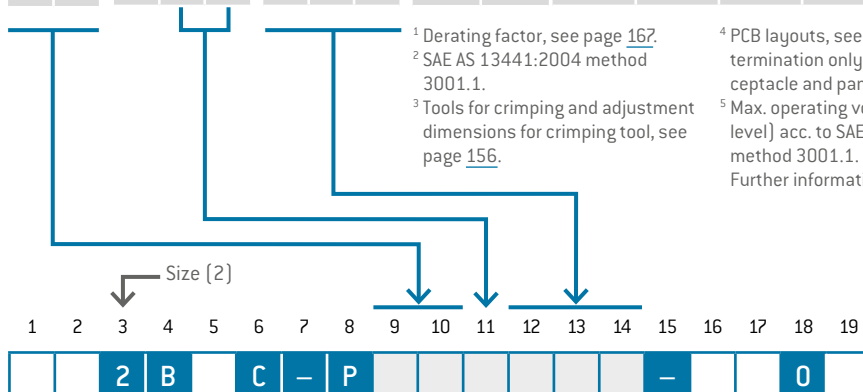 ¹ Derating factor, see page 167.
² SAE AS 13441:2004 method
3001.1.
³ Tools for crimping and adjustment
dimensions for crimping tool, see
page 156.
⁴ PCB layouts, see
termination only
ceptacle and par
⁵ Max. operating vo
level) acc. to SAE
method 3001.1.
Further informat
Size (2)
1 2 3 4 5 6 7 8 9 10 11 12 13 14 15 16 17 18 19
2 B C – P – 0